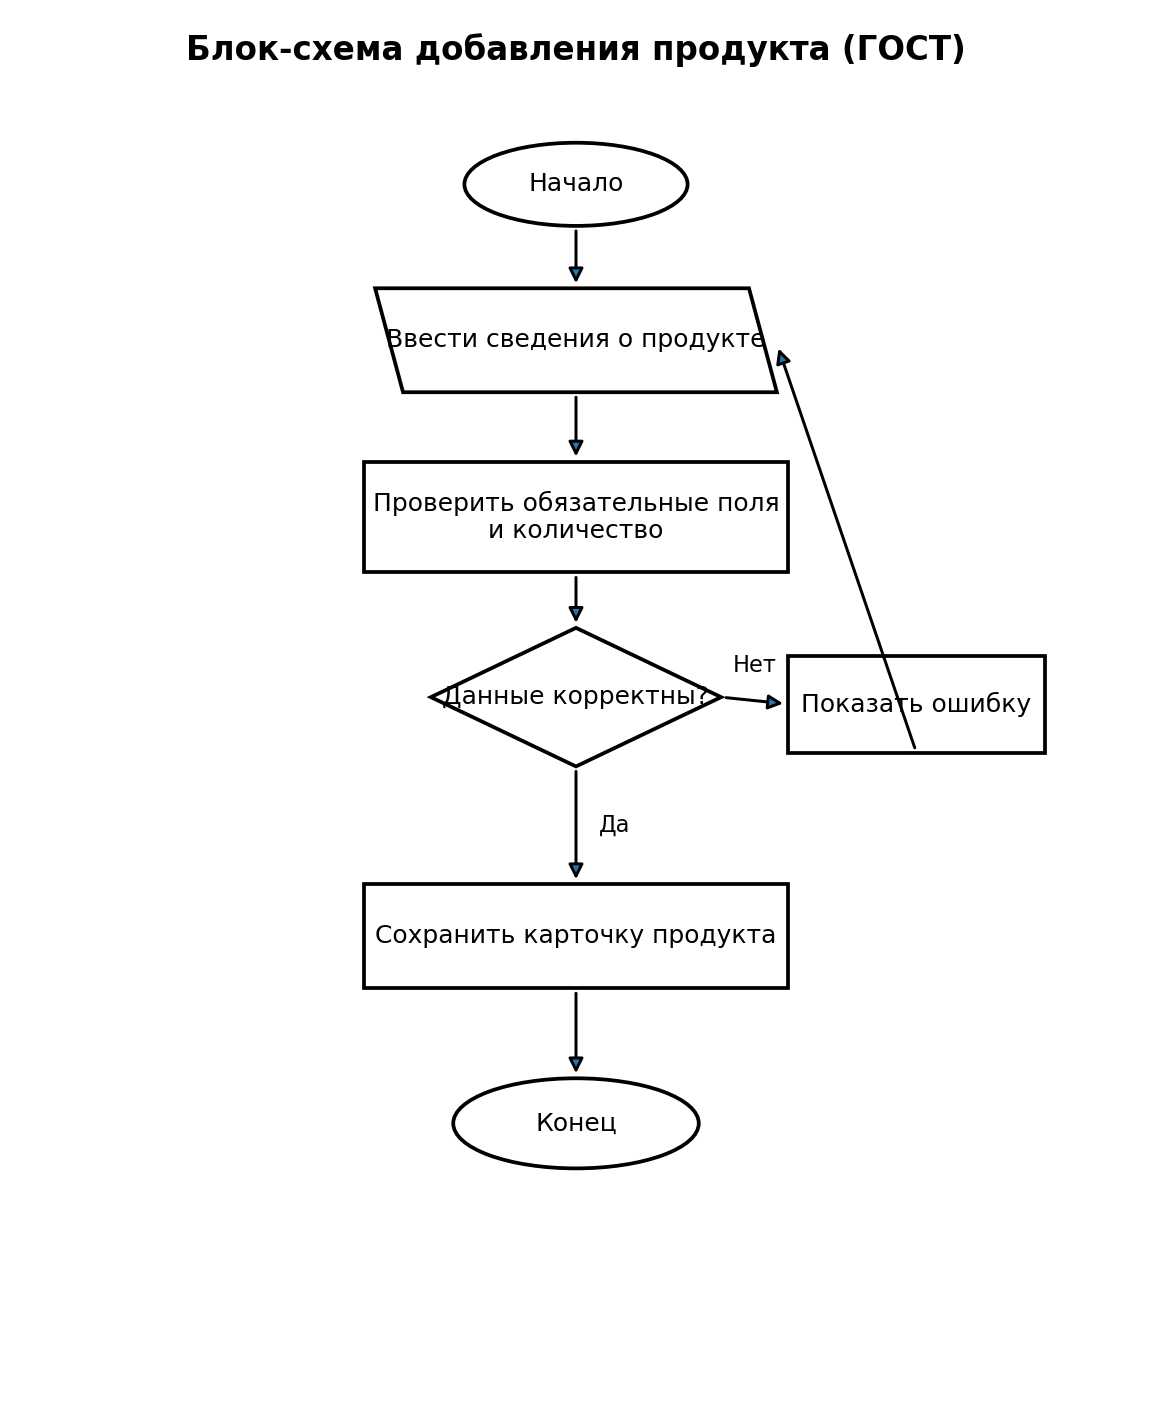 Блок-схема добавления продукта (ГОСТ)
Начало
Ввести сведения о продукте
Проверить обязательные поля
и количество
Данные корректны?
Нет
Показать ошибку
Да
Сохранить карточку продукта
Конец